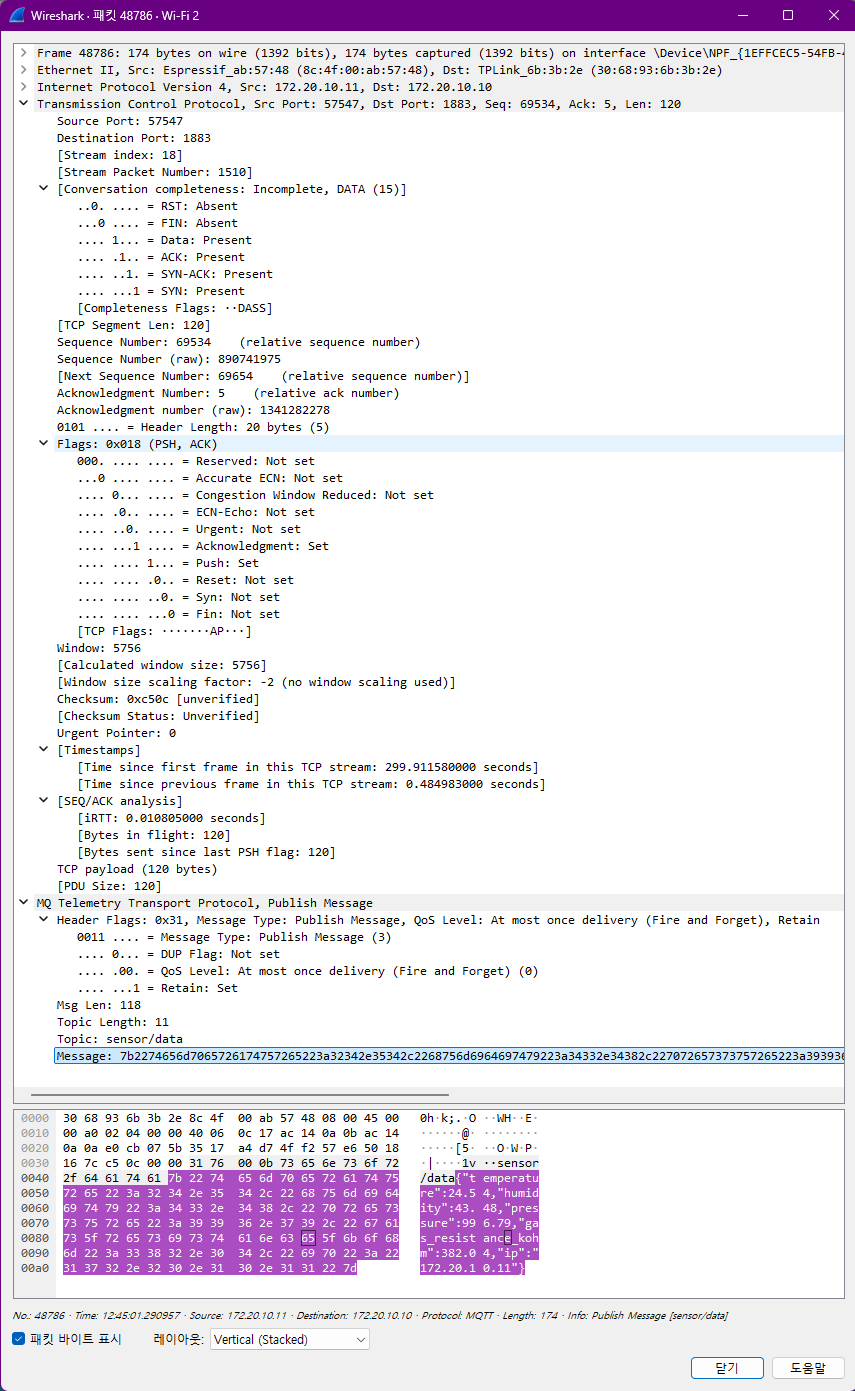 Wireshark · 패킷 48786 · Wi-Fi 2
Frame 48786: 174 bytes on wire (1392 bits), 174 bytes captured (1392 bits) on interface \Device\NPF_{1EFFCEC5-54FB-4
Ethernet II, Src: Espressif_ab:57:48 (8c:4f:00:ab:57:48), Dst: TPLink_6b:3b:2e (30:68:93:6b:3b:2e)
Internet Protocol Version 4, Src: 172.20.10.11, Dst: 172.20.10.10
Transmission Control Protocol, Src Port: 57547, Dst Port: 1883, Seq: 69534, Ack: 5, Len: 120
Source Port: 57547
Destination Port: 1883
[Stream index: 18]
[Stream Packet Number: 1510]
[Conversation completeness: Incomplete, DATA (15)]
..0. .... = RST: Absent
...0 .... = FIN: Absent
.... 1... = Data: Present
.... .1.. = ACK: Present
.... ..1. = SYN-ACK: Present
.... ...1 = SYN: Present
[Completeness Flags: ··DASS]
[TCP Segment Len: 120]
Sequence Number: 69534    (relative sequence number)
Sequence Number (raw): 890741975
[Next Sequence Number: 69654    (relative sequence number)]
Acknowledgment Number: 5    (relative ack number)
Acknowledgment number (raw): 1341282278
0101 .... = Header Length: 20 bytes (5)
Flags: 0x018 (PSH, ACK)
000. .... .... = Reserved: Not set
...0 .... .... = Accurate ECN: Not set
.... 0... .... = Congestion Window Reduced: Not set
.... .0.. .... = ECN-Echo: Not set
.... ..0. .... = Urgent: Not set
.... ...1 .... = Acknowledgment: Set
.... .... 1... = Push: Set
.... .... .0.. = Reset: Not set
.... .... ..0. = Syn: Not set
.... .... ...0 = Fin: Not set
[TCP Flags: ·······AP···]
Window: 5756
[Calculated window size: 5756]
[Window size scaling factor: -2 (no window scaling used)]
Checksum: 0xc50c [unverified]
[Checksum Status: Unverified]
Urgent Pointer: 0
[Timestamps]
[Time since first frame in this TCP stream: 299.911580000 seconds]
[Time since previous frame in this TCP stream: 0.484983000 seconds]
[SEQ/ACK analysis]
[iRTT: 0.010805000 seconds]
[Bytes in flight: 120]
[Bytes sent since last PSH flag: 120]
TCP payload (120 bytes)
[PDU Size: 120]
MQ Telemetry Transport Protocol, Publish Message
Header Flags: 0x31, Message Type: Publish Message, QoS Level: At most once delivery (Fire and Forget), Retain
0011 .... = Message Type: Publish Message (3)
.... 0... = DUP Flag: Not set
.... .00. = QoS Level: At most once delivery (Fire and Forget) (0)
.... ...1 = Retain: Set
Msg Len: 118
Topic Length: 11
Topic: sensor/data
Message: 7b2274656d7065726174757265223a32342e35342c2268756d6964697479223a34332e34382c227072657373757265223a393936
0000  30 68 93 6b 3b 2e 8c 4f  00 ab 57 48 08 00 45 00  0h·k;.·O ··WH··E·
0010  00 a0 02 04 00 00 40 06  0c 17 ac 14 0a 0b ac 14  ······@· ········
0020  0a 0a e0 cb 07 5b 35 17  a4 d7 4f f2 57 e6 50 18  ·····[5· ··O·W·P·
0030  16 7c c5 0c 00 00 31 76  00 0b 73 65 6e 73 6f 72  ·|····1v ··sensor
0040  2f 64 61 74 61 7b 22 74  65 6d 70 65 72 61 74 75  /data{"t emperatu
0050  72 65 22 3a 32 34 2e 35  34 2c 22 68 75 6d 69 64  re":24.5 4,"humid
0060  69 74 79 22 3a 34 33 2e  34 38 2c 22 70 72 65 73  ity":43. 48,"pres
0070  73 75 72 65 22 3a 39 39  36 2e 37 39 2c 22 67 61  sure":99 6.79,"ga
0080  73 5f 72 65 73 69 73 74  61 6e 63 65 5f 6b 6f 68  s_resist ance_koh
0090  6d 22 3a 33 38 32 2e 30  34 2c 22 69 70 22 3a 22  m":382.0 4,"ip":"
00a0  31 37 32 2e 32 30 2e 31  30 2e 31 31 22 7d  172.20.1 0.11"}
No.: 48786 · Time: 12:45:01.290957 · Source: 172.20.10.11 · Destination: 172.20.10.10 · Protocol: MQTT · Length: 174 · Info: Publish Message [sensor/data]
패킷 바이트 표시 레이아웃: Vertical (Stacked)
닫기 도움말